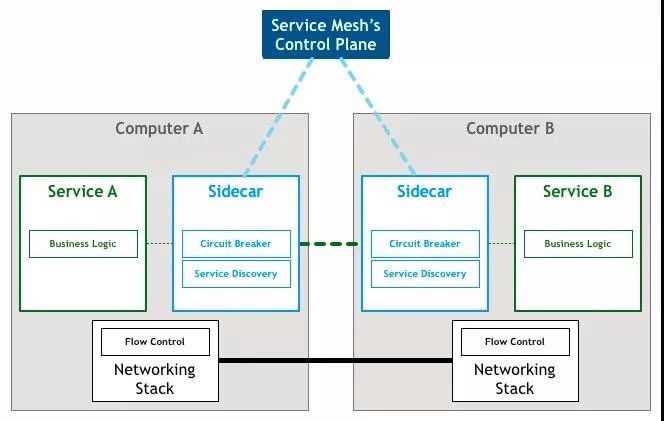 Service Mesh's
Control Plane
Computer A
Computer B
Service A
Sidecar
Sidecar
Service B
Business Logic
Circuit Breaker
Circuit Breaker
Business Logic
Service Discovery
Service Discovery
Flow Control
Flow Control
Networking
Stack
Networking
Stack